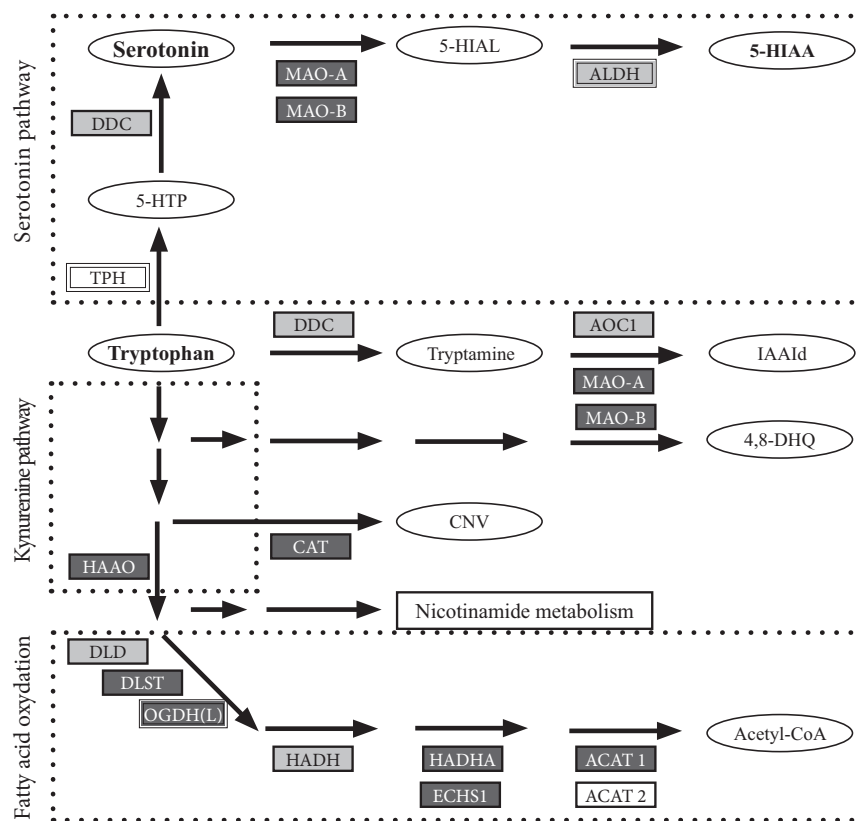 Serotonin pathway
Serotonin
5-HIAL
5-HIAA
MAO-A
ALDH
MAO-B
DDC
5-HTP
TPH
Tryptophan
DDC
Tryptamine
AOC1
IAAId
MAO-A
MAO-B
Kynurenine pathway
4,8-DHQ
CNV
CAT
HAAO
Nicotinamide metabolism
Fatty acid oxydation
DLD
DLST
OGDH(L)
Acetyl-CoA
HADH
HADHA
ACAT 1
ECHS1
ACAT 2